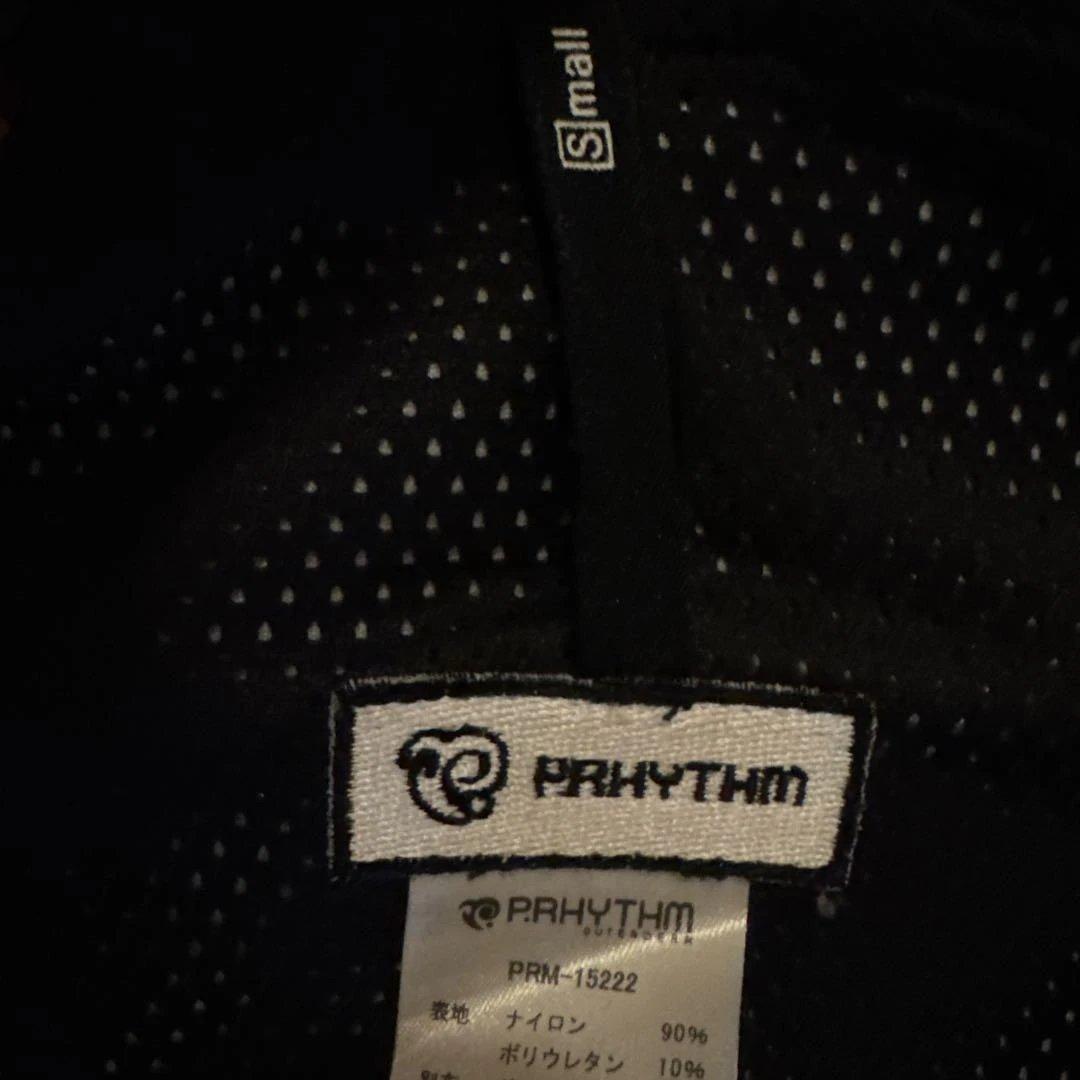 Small
P.RHYTHM
P.RHYTHM
OUTERGEAR
PRM-15222
表地 ナイロン 90%
ポリウレタン 10%